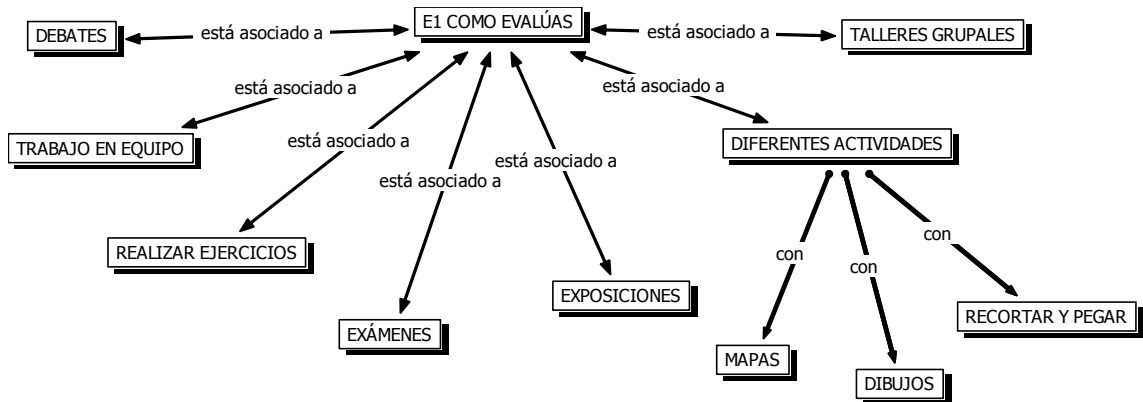 E1 COMO EVALÚAS
DEBATES
está asociado a
está asociado a
TALLERES GRUPALES
está asociado a
está asociado a
TRABAJO EN EQUIPO
está asociado a
DIFERENTES ACTIVIDADES
está asociado a
está asociado a
REALIZAR EJERCICIOS
con
con
con
EXPOSICIONES
RECORTAR Y PEGAR
EXÁMENES
MAPAS
DIBUJOS